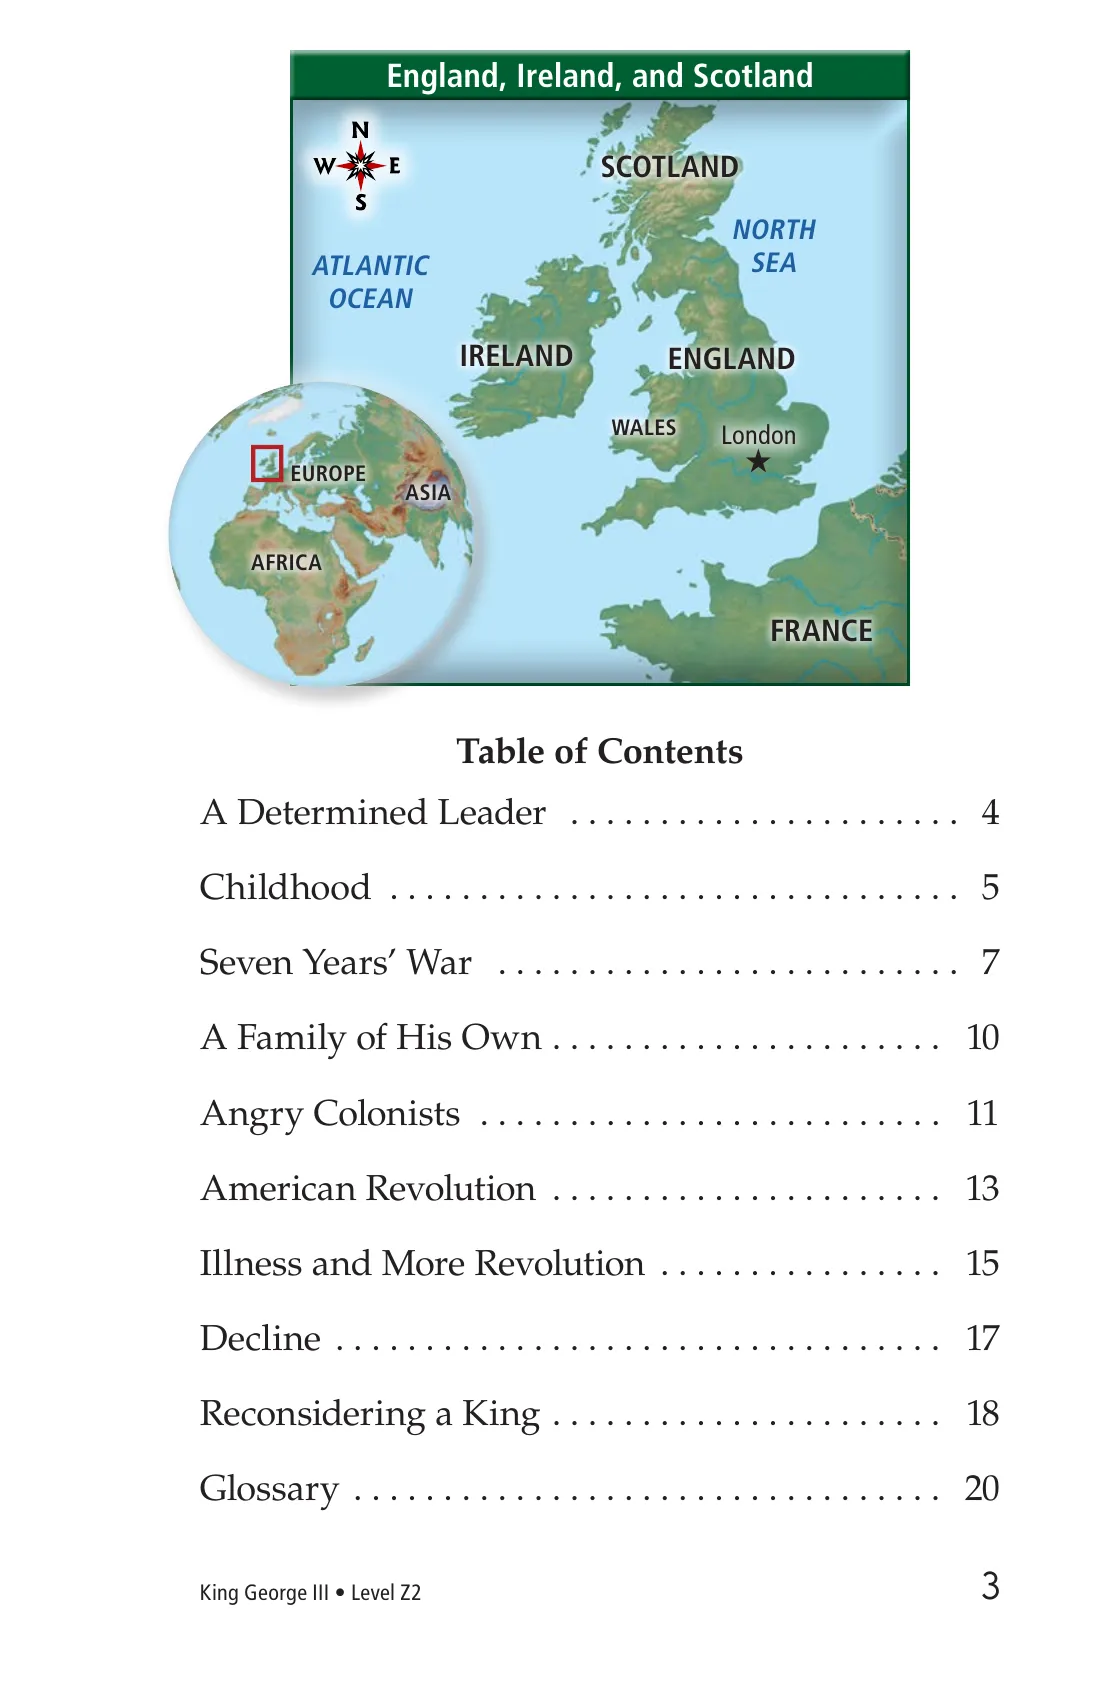 England, Ireland, and Scotland
N
W E
S
SCOTLAND
NORTH
SEA
ATLANTIC
OCEAN
IRELAND
ENGLAND
WALES
London
EUROPE
ASIA
AFRICA
FRANCE
Table of Contents
A Determined Leader . . . . . . . . . . . . . . . . . . . . . . 4
Childhood . . . . . . . . . . . . . . . . . . . . . . . . . . . . . . . . 5
Seven Years’ War . . . . . . . . . . . . . . . . . . . . . . . . . . 7
A Family of His Own . . . . . . . . . . . . . . . . . . . . . . 10
Angry Colonists . . . . . . . . . . . . . . . . . . . . . . . . . . 11
American Revolution . . . . . . . . . . . . . . . . . . . . . . 13
Illness and More Revolution . . . . . . . . . . . . . . . . 15
Decline . . . . . . . . . . . . . . . . . . . . . . . . . . . . . . . . . . 17
Reconsidering a King . . . . . . . . . . . . . . . . . . . . . . 18
Glossary . . . . . . . . . . . . . . . . . . . . . . . . . . . . . . . . . 20
King George III • Level Z2
3